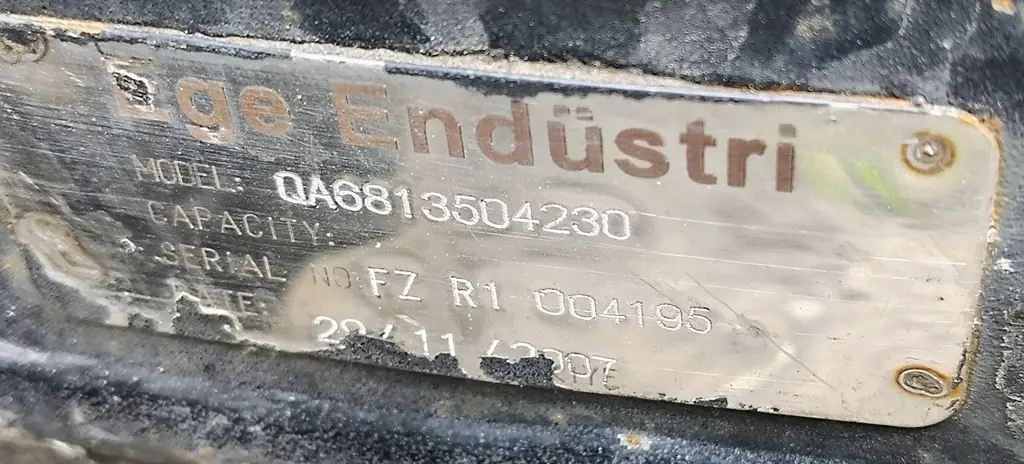 Ege Endüstri
MODEL: QA6813504230
CAPACITY:
SERIAL NO: FZ R1 004195